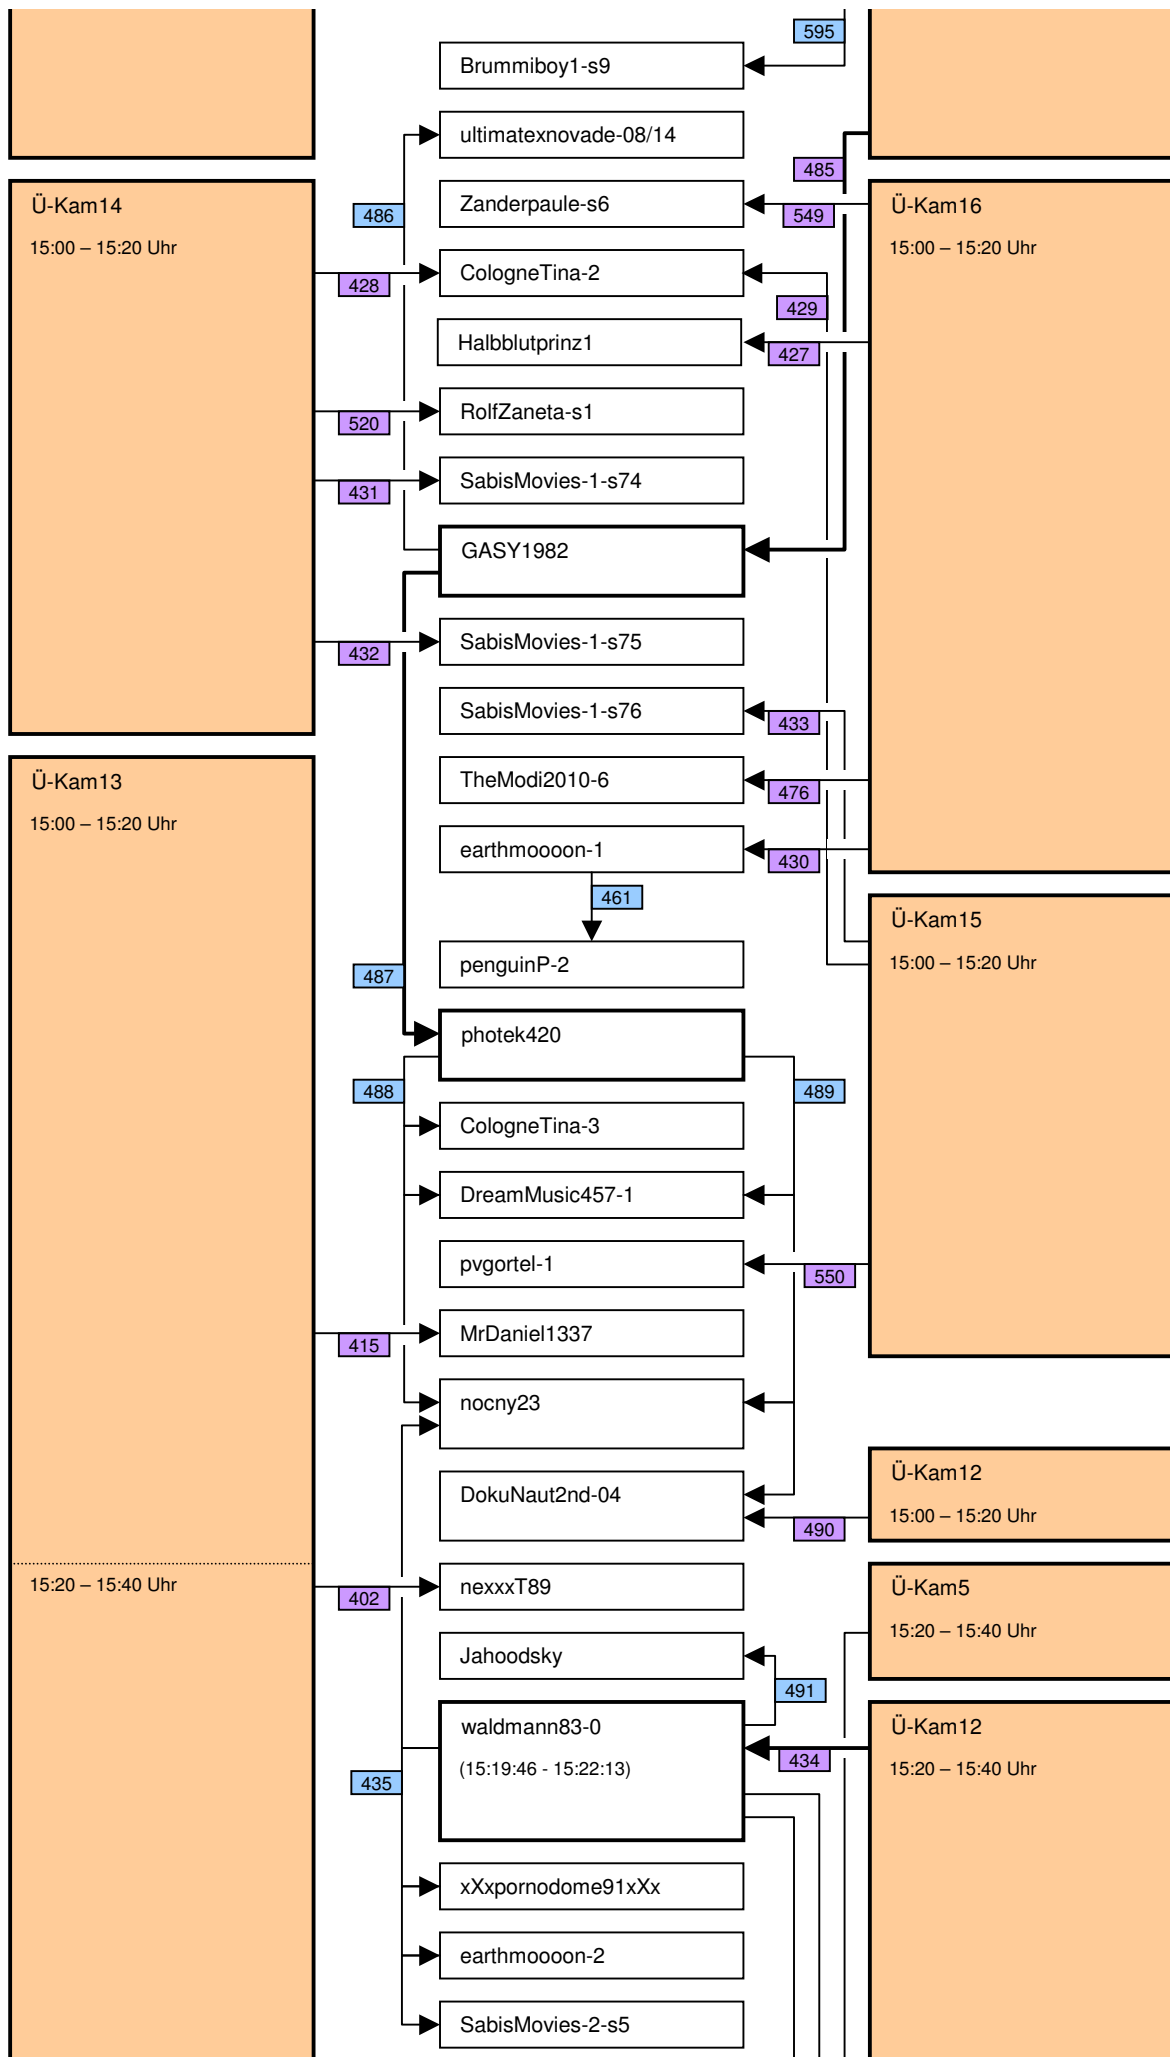 595
Brummiboy1-s9
ultimatexnovade-08/14
485
Ü-Kam14
15:00 – 15:20 Uhr
486
Zanderpaule-s6
549
Ü-Kam16
15:00 – 15:20 Uhr
428
CologneTina-2
429
Halbblutprinz1
427
520
RolfZaneta-s1
431
SabisMovies-1-s74
GASY1982
432
SabisMovies-1-s75
SabisMovies-1-s76
433
Ü-Kam13
15:00 – 15:20 Uhr
TheModi2010-6
476
earthmoooon-1
430
461
Ü-Kam15
15:00 – 15:20 Uhr
487
penguinP-2
photek420
488
489
CologneTina-3
DreamMusic457-1
pvgortel-1
550
415
MrDaniel1337
nocny23
DokuNaut2nd-04
490
Ü-Kam12
15:00 – 15:20 Uhr
15:20 – 15:40 Uhr
402
nexxxT89
Ü-Kam5
15:20 – 15:40 Uhr
Jahoodsky
491
waldmann83-0
(15:19:46 - 15:22:13)
434
435
Ü-Kam12
15:20 – 15:40 Uhr
xXxpornodome91xXx
earthmoooon-2
SabisMovies-2-s5